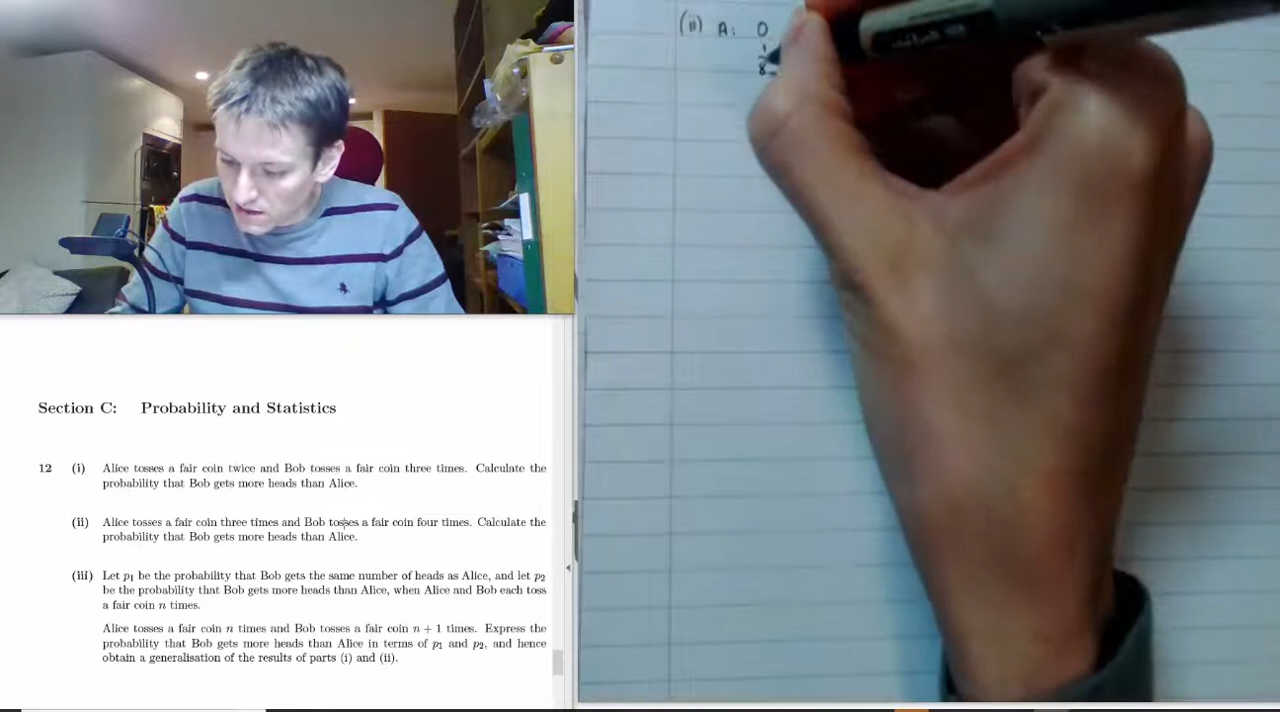 (ii) A: 0
1
8
Section C: Probability and Statistics
12 (i) Alice tosses a fair coin twice and Bob tosses a fair coin three times. Calculate the
probability that Bob gets more heads than Alice.
(ii) Alice tosses a fair coin three times and Bob tosses a fair coin four times. Calculate the
probability that Bob gets more heads than Alice.
(iii) Let p₁ be the probability that Bob gets the same number of heads as Alice, and let p₂
be the probability that Bob gets more heads than Alice, when Alice and Bob each toss
a fair coin n times.
Alice tosses a fair coin n times and Bob tosses a fair coin n + 1 times. Express the
probability that Bob gets more heads than Alice in terms of p₁ and p₂, and hence
obtain a generalisation of the results of parts (i) and (ii).